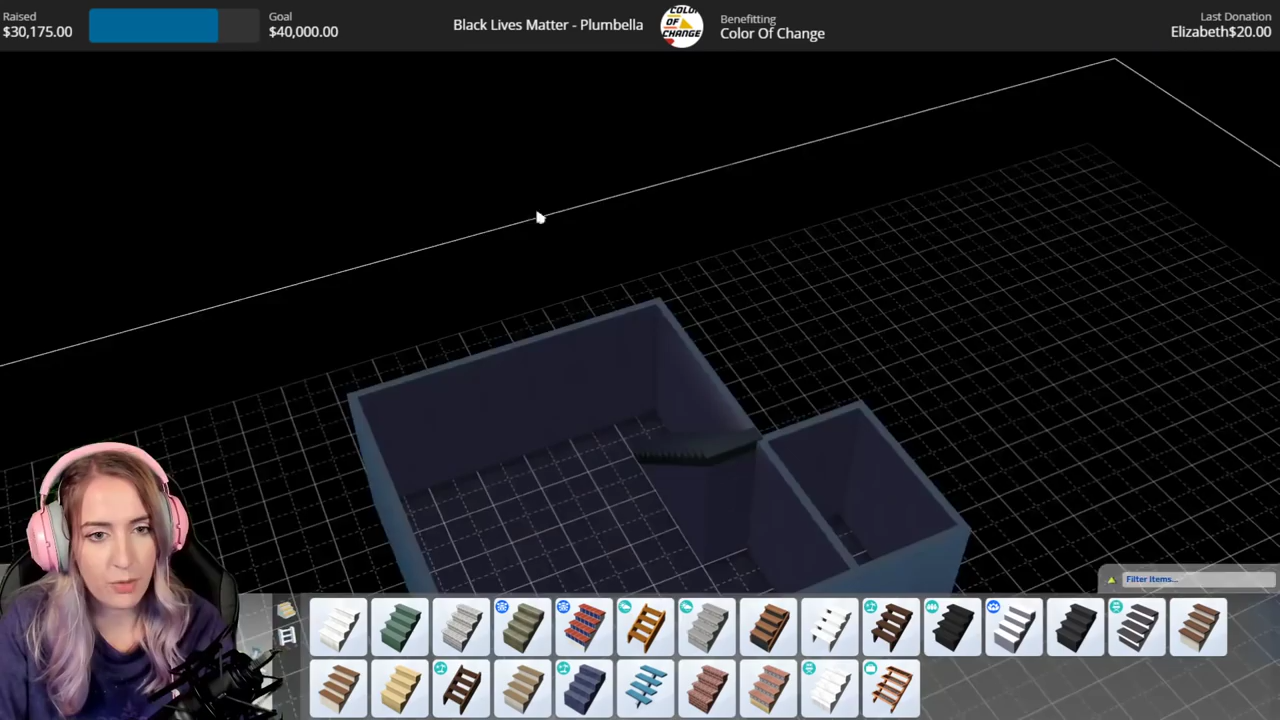 Raised
$30,175.00
Goal
$40,000.00
Black Lives Matter - Plumbella
COLOR
OF
CHANGE
Benefitting
Color Of Change
Last Donation
Elizabeth$20.00
Filter Items...